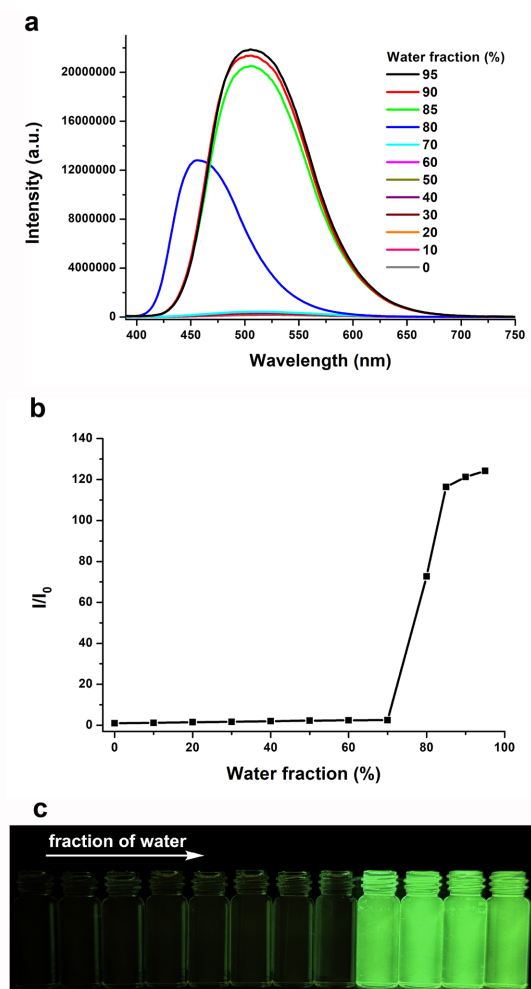 a
Water fraction (%)
95
90
85
80
70
60
50
40
30
20
10
0
20000000
16000000
12000000
8000000
4000000
0
Intensity (a.u.)
400 450 500 550 600 650 700 750
Wavelength (nm)
b
140
120
100
80
60
40
20
0
I/I0
0 20 40 60 80 100
Water fraction (%)
c
fraction of water